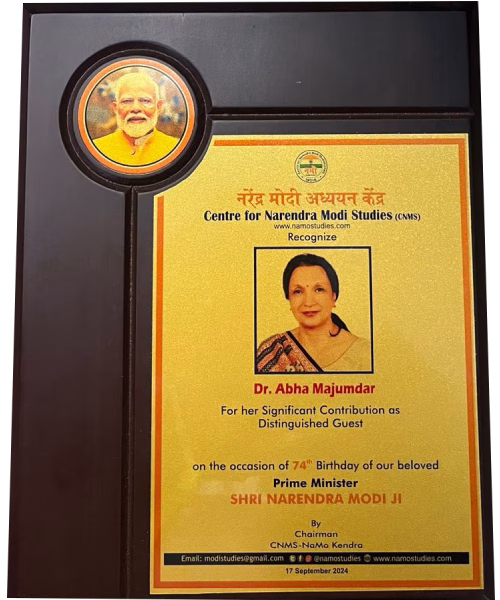 नरेंद्र मोदी अध्ययन केंद्र
Centre for Narendra Modi Studies (CNMS)
www.namostudies.com
Recognize
Dr. Abha Majumdar
For her Significant Contribution as
Distinguished Guest
on the occasion of 74th Birthday of our beloved
Prime Minister
SHRI NARENDRA MODI JI
By
Chairman
CNMS-NaMo Kendra
Email: modistudies@gmail.com @namostudies www.namostudies.com
17 September 2024